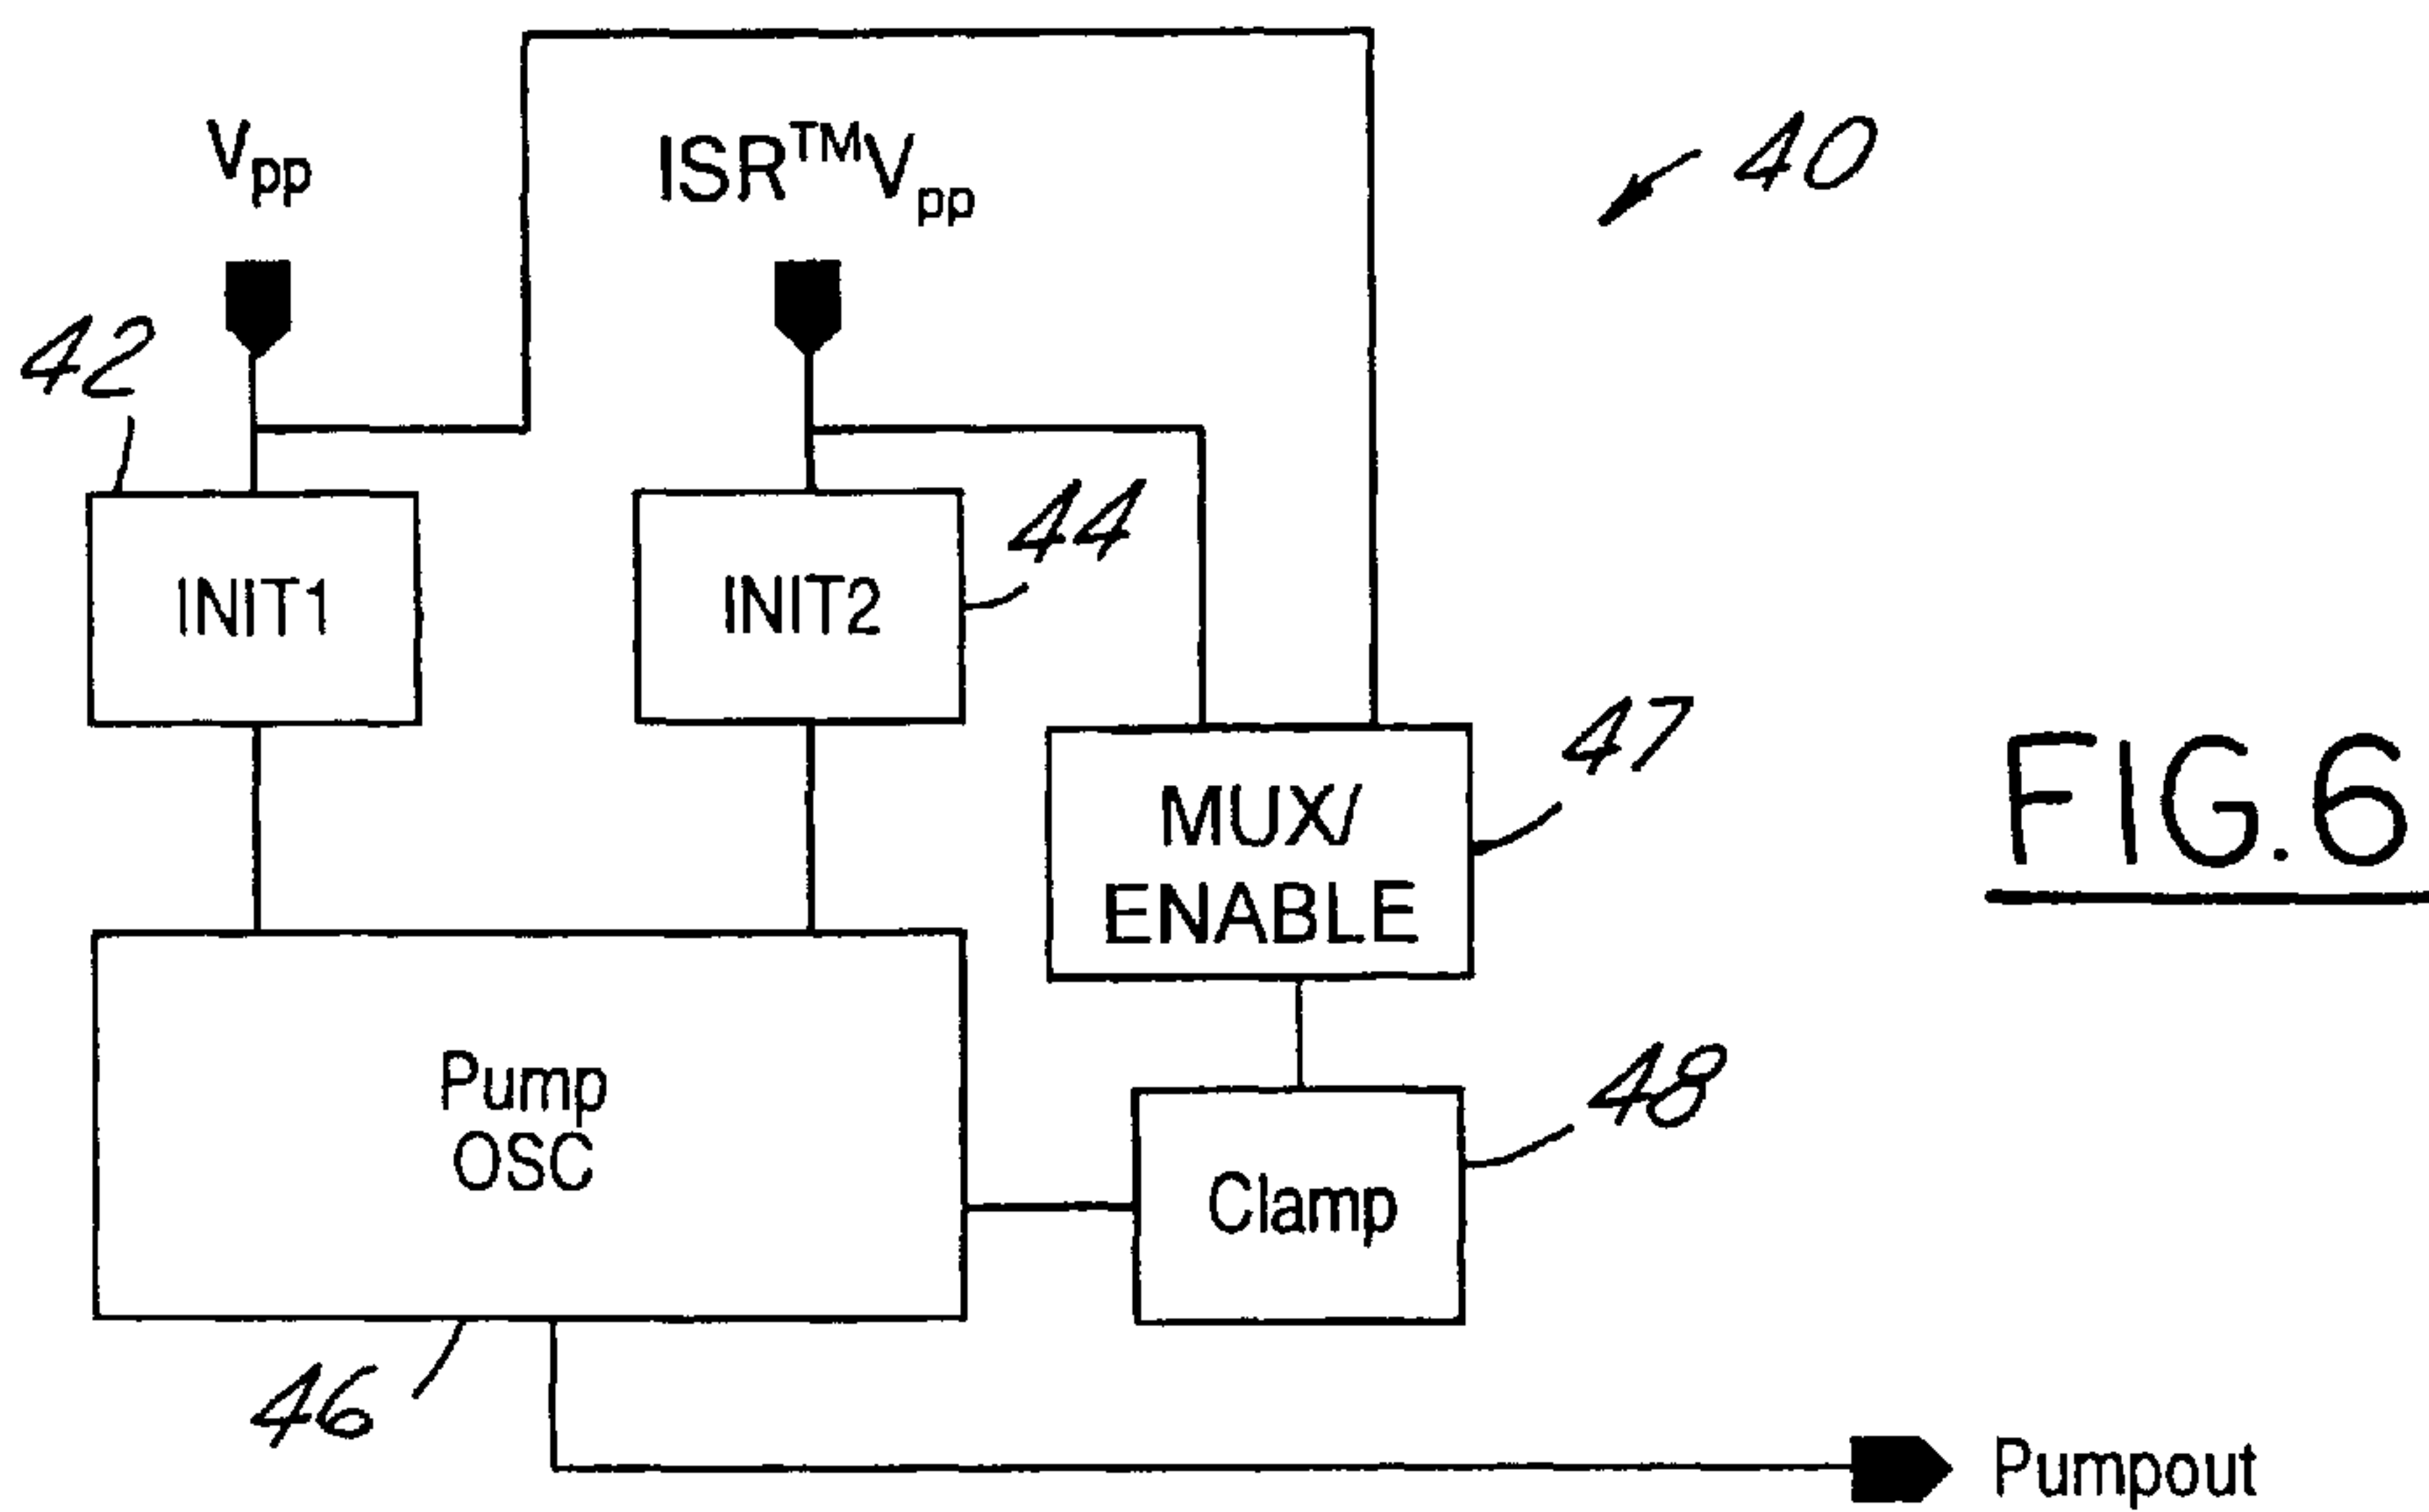 Vpp
ISR™Vpp
40
42
INIT1
INIT2
44
MUX/
ENABLE
47
FIG.6
Pump
OSC
Clamp
48
46
Pumpout